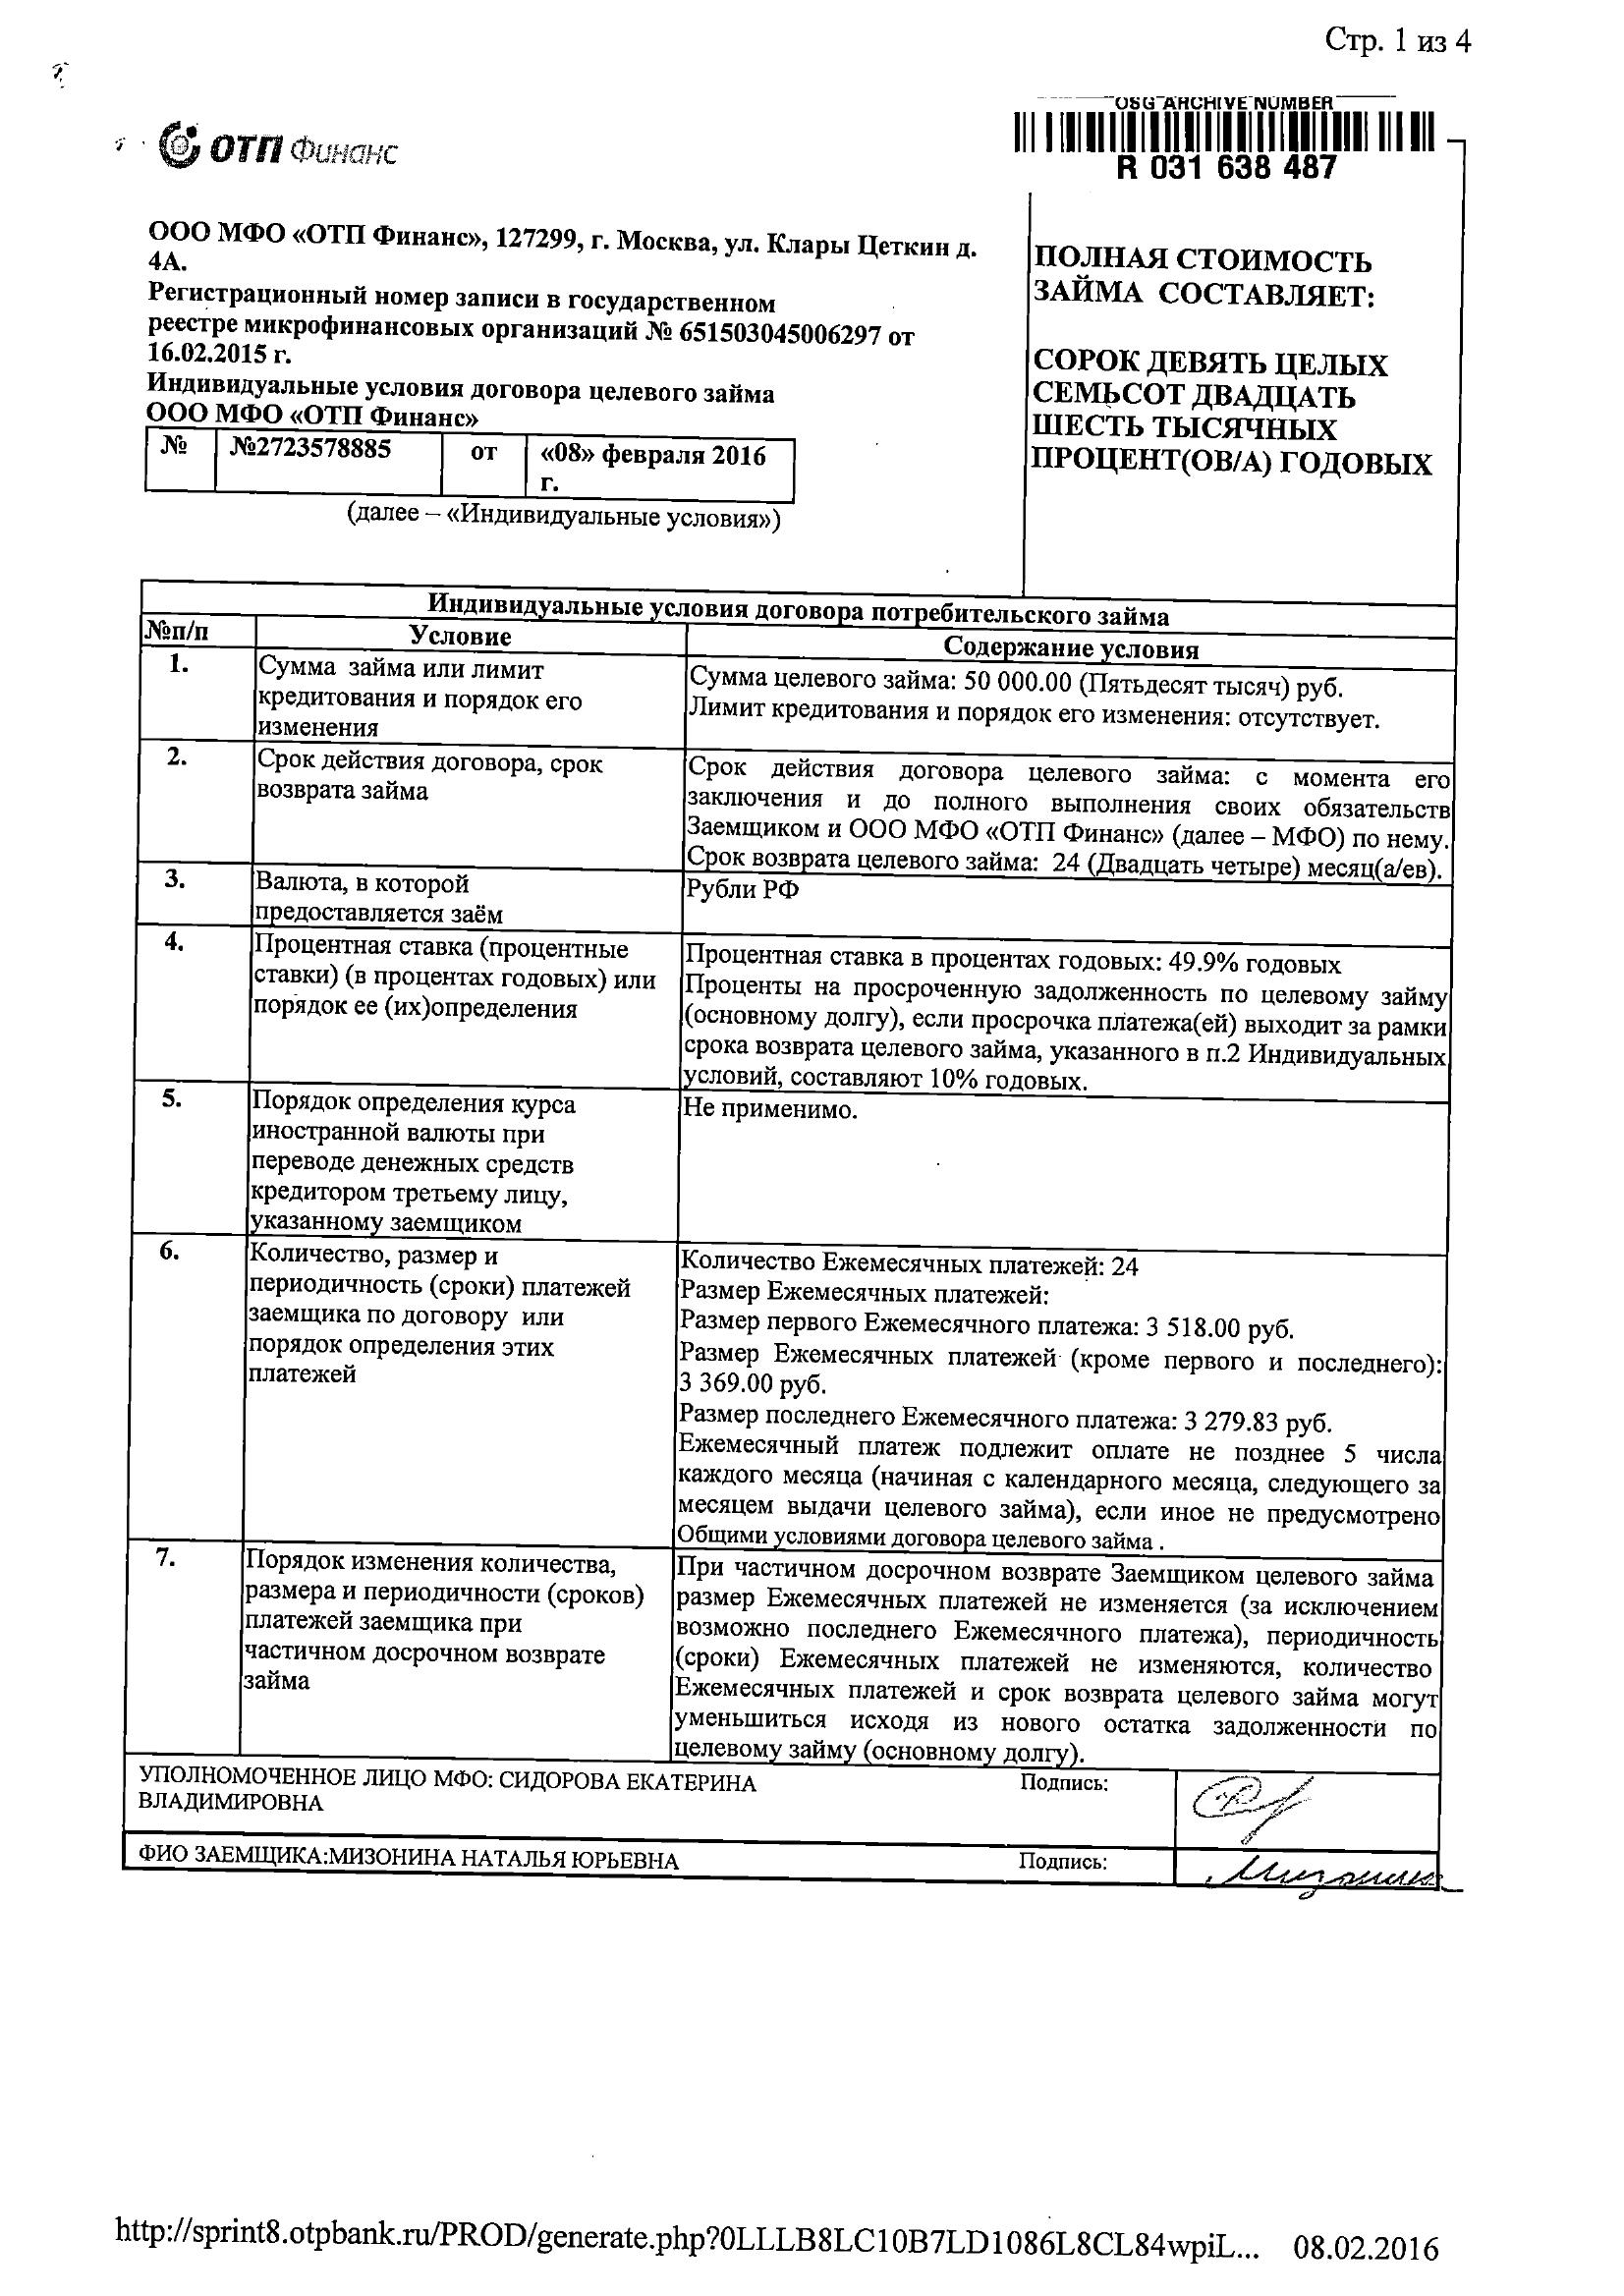 Стр. 1 из 4
OSG ARCHIVE NUMBER
R 031 638 487
ОТП Финанс
ООО МФО «ОТП Финанс», 127299, г. Москва, ул. Клары Цеткин д.
4А.
Регистрационный номер записи в государственном
реестре микрофинансовых организаций № 651503045006297 от
16.02.2015 г.
Индивидуальные условия договора целевого займа
ООО МФО «ОТП Финанс»
№ №2723578885 от «08» февраля 2016
г.
(далее – «Индивидуальные условия»)
ПОЛНАЯ СТОИМОСТЬ
ЗАЙМА СОСТАВЛЯЕТ:
СОРОК ДЕВЯТЬ ЦЕЛЫХ
СЕМЬСОТ ДВАДЦАТЬ
ШЕСТЬ ТЫСЯЧНЫХ
ПРОЦЕНТ(ОВ/А) ГОДОВЫХ
Индивидуальные условия договора потребительского займа
№п/п Условие Содержание условия
1.
Сумма займа или лимит
кредитования и порядок его
изменения
Сумма целевого займа: 50 000.00 (Пятьдесят тысяч) руб.
Лимит кредитования и порядок его изменения: отсутствует.
2.
Срок действия договора, срок
возврата займа
Срок действия договора целевого займа: с момента его
заключения и до полного выполнения своих обязательств
Заемщиком и ООО МФО «ОТП Финанс» (далее – МФО) по нему.
Срок возврата целевого займа: 24 (Двадцать четыре) месяц(а/ев).
3.
Валюта, в которой
предоставляется заём
Рубли РФ
4.
Процентная ставка (процентные
ставки) (в процентах годовых) или
порядок ее (их)определения
Процентная ставка в процентах годовых: 49.9% годовых
Проценты на просроченную задолженность по целевому займу
(основному долгу), если просрочка платежа(ей) выходит за рамки
срока возврата целевого займа, указанного в п.2 Индивидуальных
условий, составляют 10% годовых.
5.
Порядок определения курса
иностранной валюты при
переводе денежных средств
кредитором третьему лицу,
указанному заемщиком
Не применимо.
6.
Количество, размер и
периодичность (сроки) платежей
заемщика по договору или
порядок определения этих
платежей
Количество Ежемесячных платежей: 24
Размер Ежемесячных платежей:
Размер первого Ежемесячного платежа: 3 518.00 руб.
Размер Ежемесячных платежей (кроме первого и последнего):
3 369.00 руб.
Размер последнего Ежемесячного платежа: 3 279.83 руб.
Ежемесячный платеж подлежит оплате не позднее 5 числа
каждого месяца (начиная с календарного месяца, следующего за
месяцем выдачи целевого займа), если иное не предусмотрено
Общими условиями договора целевого займа .
7.
Порядок изменения количества,
размера и периодичности (сроков)
платежей заемщика при
частичном досрочном возврате
займа
При частичном досрочном возврате Заемщиком целевого займа
размер Ежемесячных платежей не изменяется (за исключением
возможно последнего Ежемесячного платежа), периодичность
(сроки) Ежемесячных платежей не изменяются, количество
Ежемесячных платежей и срок возврата целевого займа могут
уменьшиться исходя из нового остатка задолженности по
целевому займу (основному долгу).
УПОЛНОМОЧЕННОЕ ЛИЦО МФО: СИДОРОВА ЕКАТЕРИНА Подпись:
ВЛАДИМИРОВНА
ФИО ЗАЕМЩИКА:МИЗОНИНА НАТАЛЬЯ ЮРЬЕВНА Подпись:
http://sprint8.otpbank.ru/PROD/generate.php?0LLLB8LC10B7LD1086L8CL84wpiL... 08.02.2016